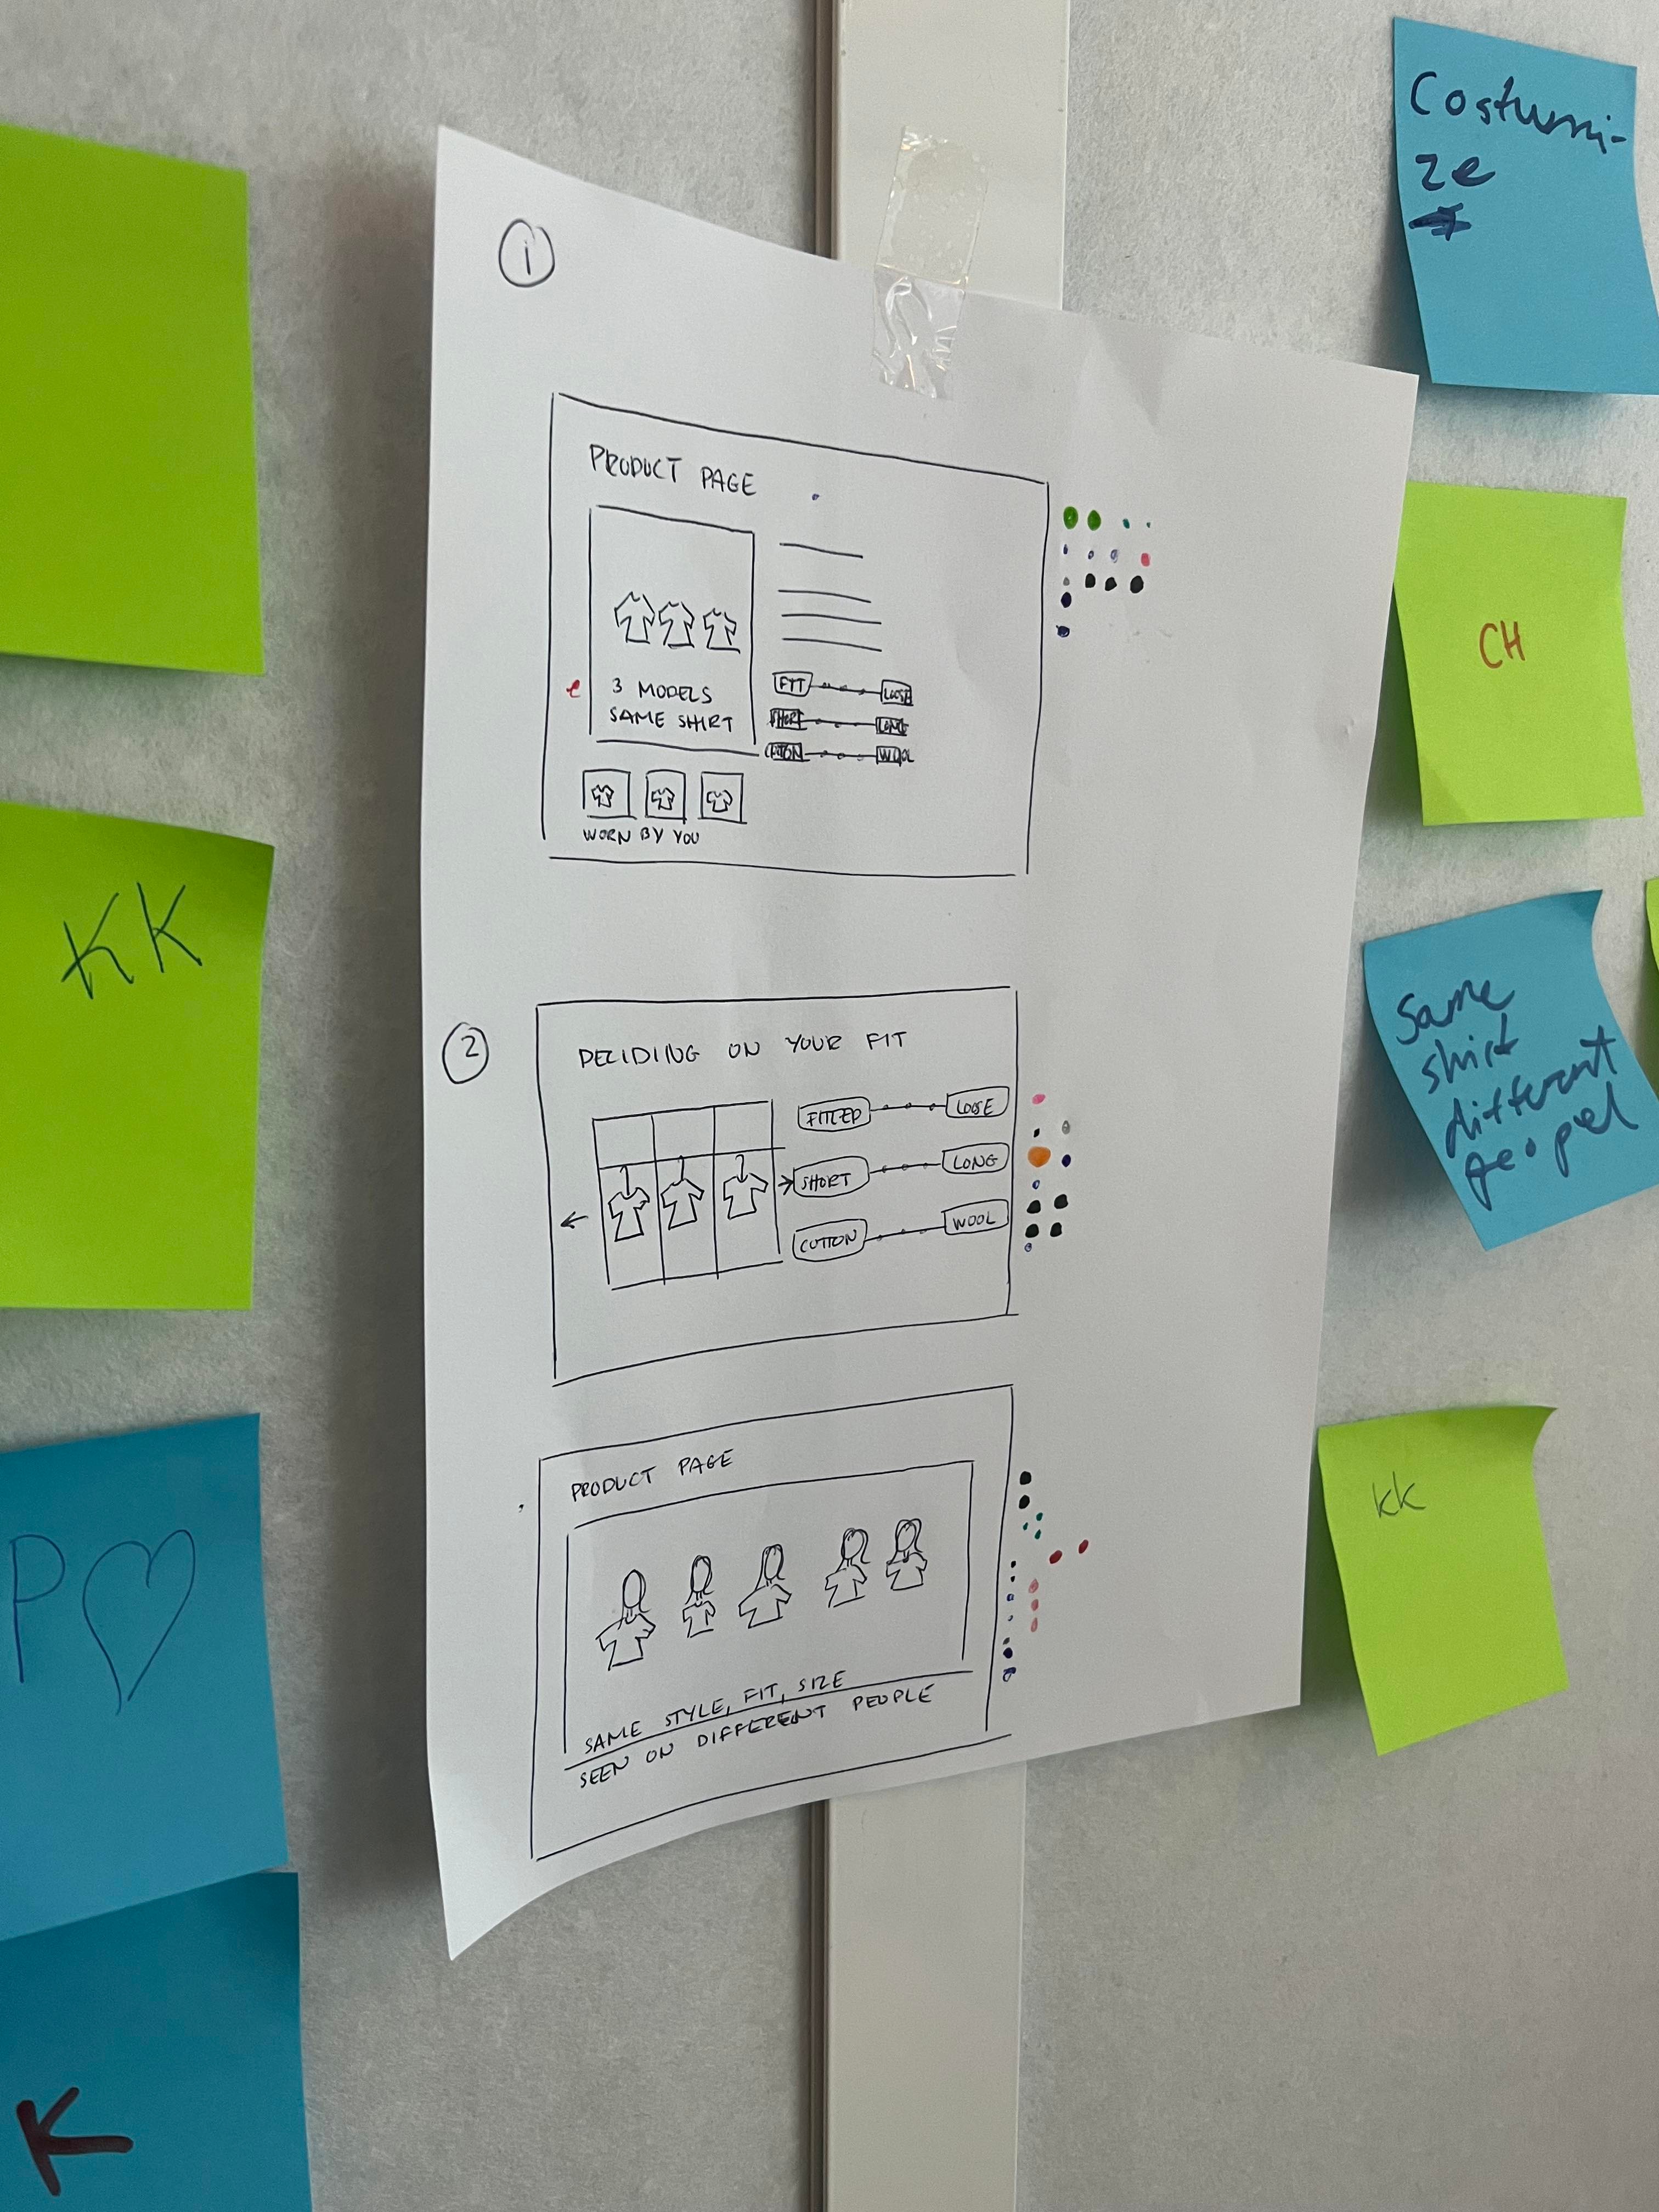 1
PRODUCT PAGE
3 MODELS
SAME SHIRT
FIT
LOOSE
SHORT
LONG
COTTON
WOOL
WORN BY YOU
2
DECIDING ON YOUR FIT
FITTED
LOOSE
SHORT
LONG
COTTON
WOOL
PRODUCT PAGE
SAME STYLE, FIT, SIZE
SEEN ON DIFFERENT PEOPLE
KK
P
K
Costumi-
ze
CH
Same
shirt
different
peopel
KK